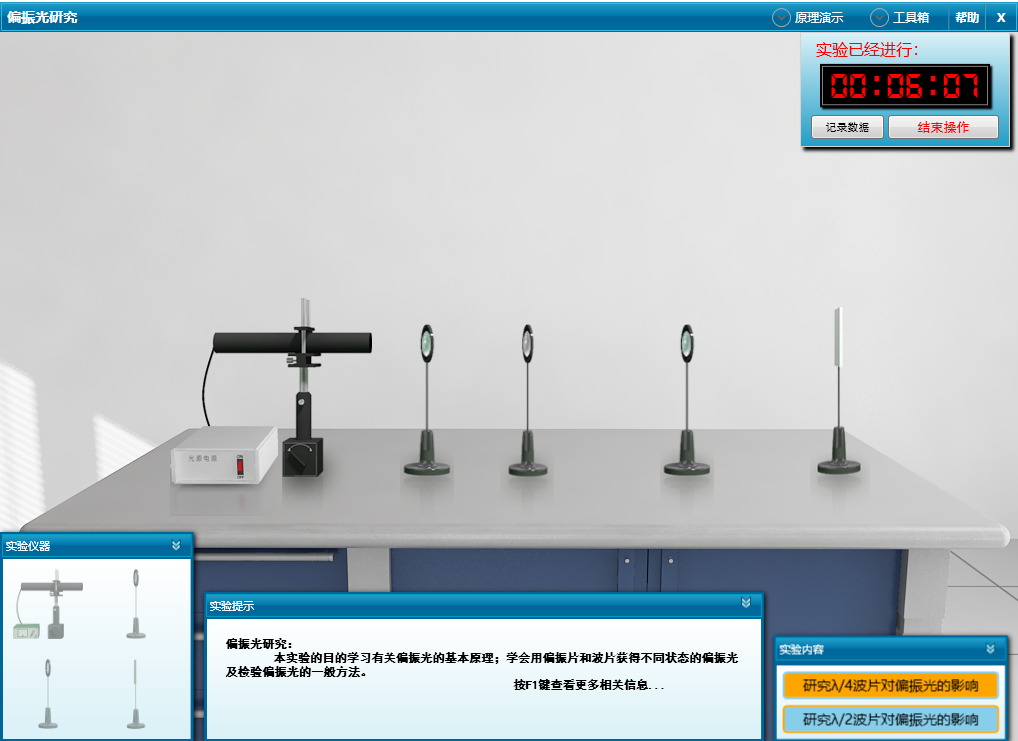 偏振光研究
原理演示
工具箱
帮助
X
实验已经进行：
00:06:07
记录数据
结束操作
光源电源
ON
OFF
实验仪器
实验提示
偏振光研究：
本实验的目的学习有关偏振光的基本原理；学会用偏振片和波片获得不同状态的偏振光
及检验偏振光的一般方法。
按F1键查看更多相关信息...
实验内容
研究λ/4波片对偏振光的影响
研究λ/2波片对偏振光的影响